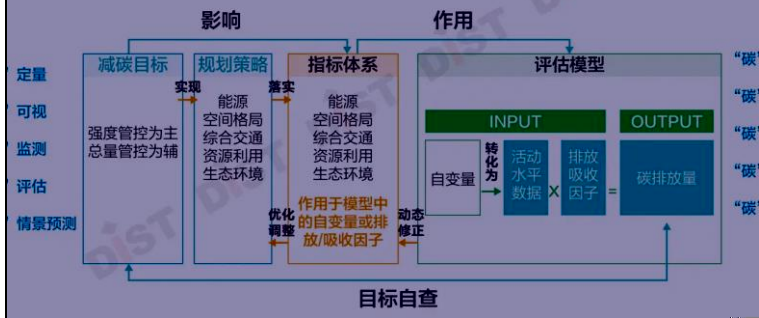 影响
作用
定量
可视
监测
评估
情景预测
减碳目标
强度管控为主
总量管控为辅
实现
规划策略
能源
空间格局
综合交通
资源利用
生态环境
落实
优化
调整
指标体系
能源
空间格局
综合交通
资源利用
生态环境
作用于模型中
的自变量或排
放/吸收因子
动态
修正
评估模型
INPUT
OUTPUT
自变量
转化为
活动
水平
数据
X
排放
吸收
因子
=
碳排放量
目标自查
“碳”
“碳
“碳
“碳
“碳
DIST
DIST
DIST
DIST